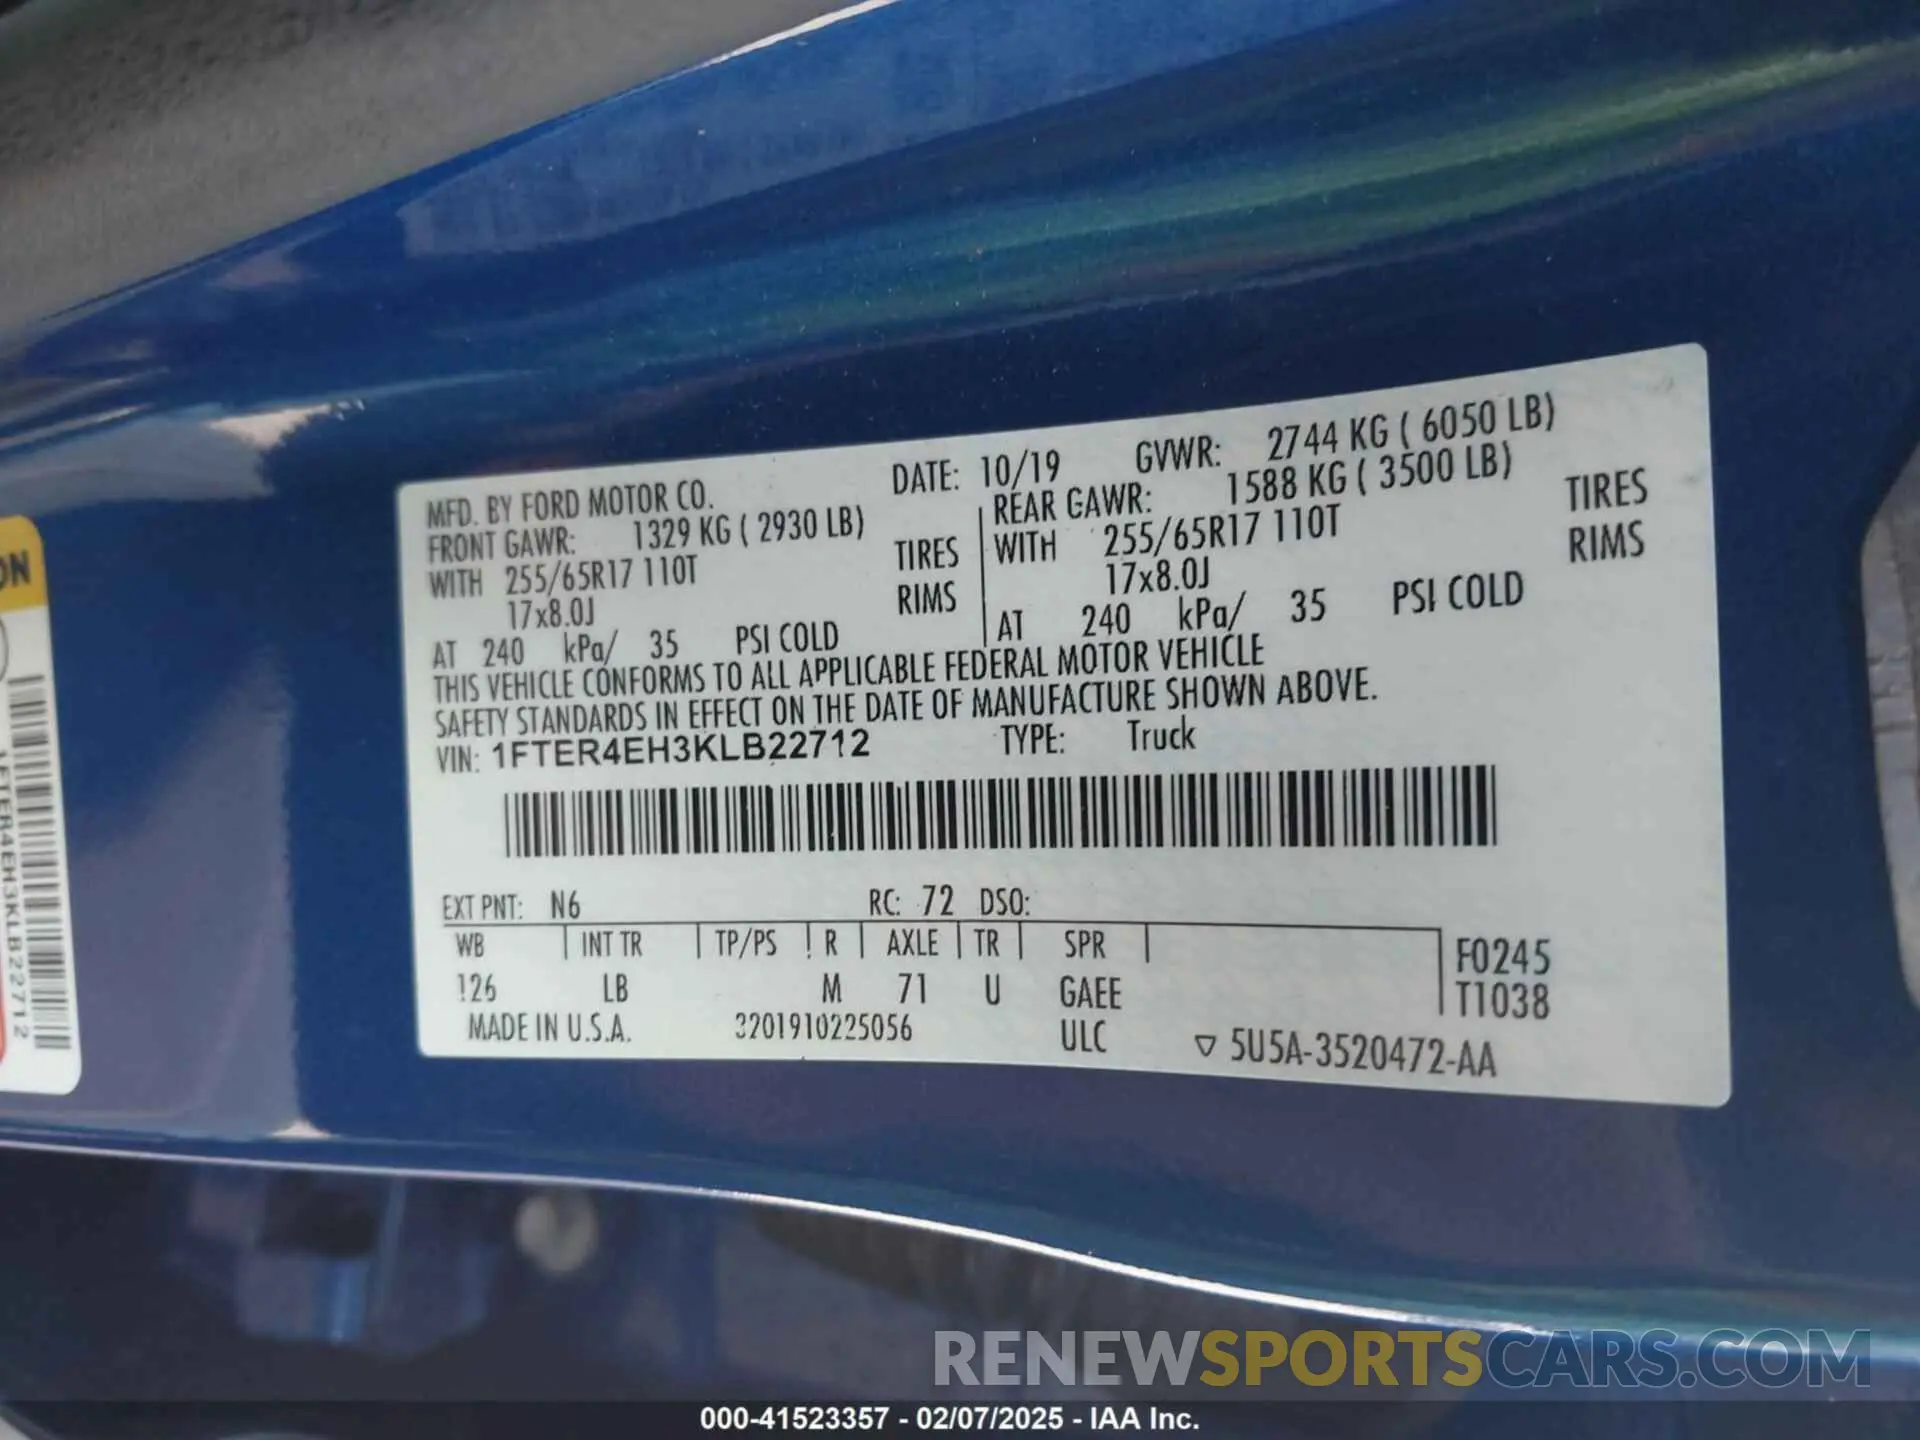 MFD. BY FORD MOTOR CO. DATE: 10/19 GVWR: 2744 KG ( 6050 LB)
FRONT GAWR: 1329 KG ( 2930 LB) REAR GAWR: 1588 KG ( 3500 LB)
WITH 255/65R17 110T TIRES WITH 255/65R17 110T TIRES
17x8.0J RIMS 17x8.0J RIMS
AT 240 kPa/ 35 PSI COLD AT 240 kPa/ 35 PSI COLD
THIS VEHICLE CONFORMS TO ALL APPLICABLE FEDERAL MOTOR VEHICLE
SAFETY STANDARDS IN EFFECT ON THE DATE OF MANUFACTURE SHOWN ABOVE.
VIN: 1FTER4EH3KLB22712 TYPE: Truck
EXT PNT: N6 RC: 72 DSO:
WB INT TR TP/PS R AXLE TR SPR F0245
126 LB M 71 U GAEE T1038
MADE IN U.S.A. 3201910225056 ULC ▽ 5U5A-3520472-AA
ON
1FTER4EH3KLB22712
RENEWSPORTSCARS.COM
000-41523357 - 02/07/2025 - IAA Inc.